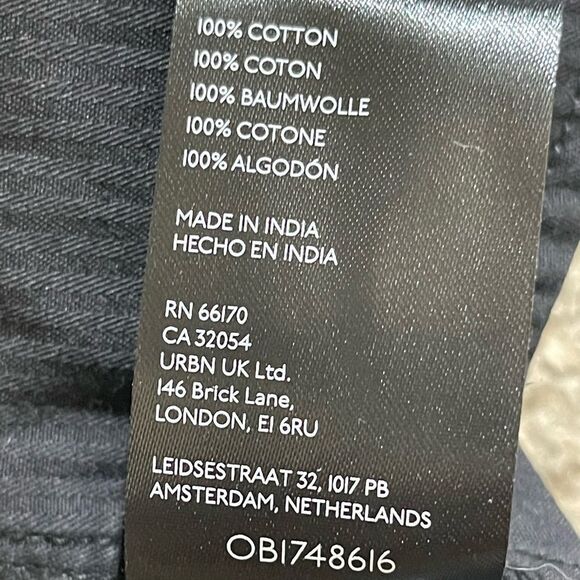 100% COTTON
100% COTON
100% BAUMWOLLE
100% COTONE
100% ALGODÓN
MADE IN INDIA
HECHO EN INDIA
RN 66170
CA 32054
URBN UK Ltd.
146 Brick Lane,
LONDON, E1 6RU
LEIDSESTRAAT 32, 1017 PB
AMSTERDAM, NETHERLANDS
OB1748616